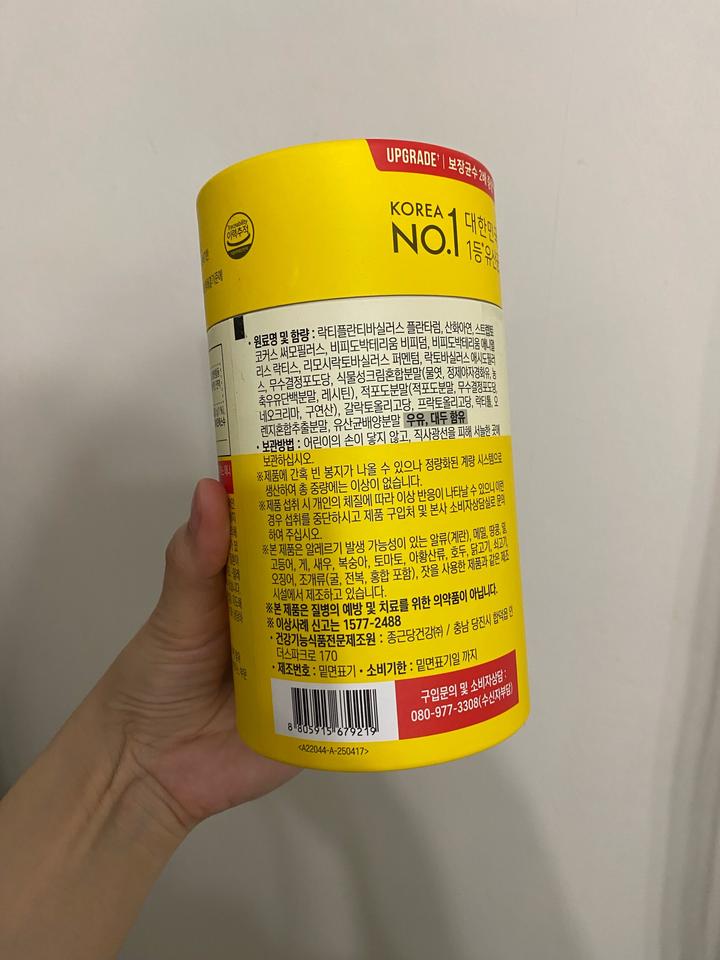 UPGRADE¹ | 보장균수 2배
KOREA
NO.1
대한민국
1등*유산균
Traceability
이력추적
• 원료명 및 함량 : 락티플란티바실러스 플란타럼, 산화아연, 스트렙토
코커스 써모필러스, 비피도박테리움 비피덤, 비피도박테리움 애니멀
리스 락티스, 리모시락토바실러스 퍼멘텀, 락토바실러스 애시도필러
스, 무수결정포도당, 식물성크림혼합분말(물엿, 정제야자경화유, 농
축우유단백분말, 레시틴), 적포도분말(적포도분말, 무수결정포도당,
네오크리마, 구연산), 갈락토올리고당, 프락토올리고당, 락티톨, 오
렌지혼합추출분말, 유산균배양분말 우유, 대두 함유
• 보관방법 : 어린이의 손이 닿지 않고, 직사광선을 피해 서늘한 곳에
보관하십시오.
※ 제품에 간혹 빈 봉지가 나올 수 있으나 정량화된 계량 시스템으로
생산하여 총 중량에는 이상이 없습니다.
※ 제품 섭취 시 개인의 체질에 따라 이상 반응이 나타날 수 있으니 이런
경우 섭취를 중단하시고 제품 구입처 및 본사 소비자상담실로 문의
하여 주십시오.
※ 본 제품은 알레르기 발생 가능성이 있는 알류(계란), 메밀, 땅콩, 밀,
고등어, 게, 새우, 복숭아, 토마토, 아황산류, 호두, 닭고기, 쇠고기,
오징어, 조개류(굴, 전복, 홍합 포함), 잣을 사용한 제품과 같은 제조
시설에서 제조하고 있습니다.
※ 본 제품은 질병의 예방 및 치료를 위한 의약품이 아닙니다.
※ 이상사례 신고는 1577-2488
• 건강기능식품전문제조원 : 종근당건강㈜ / 충남 당진시 합덕읍 인
더스파크로 170
• 제조번호 : 밑면표기 • 소비기한 : 밑면표기일 까지
구입문의 및 소비자상담 :
080-977-3308(수신자부담)
8 805915 679219
<A22044-A-250417>